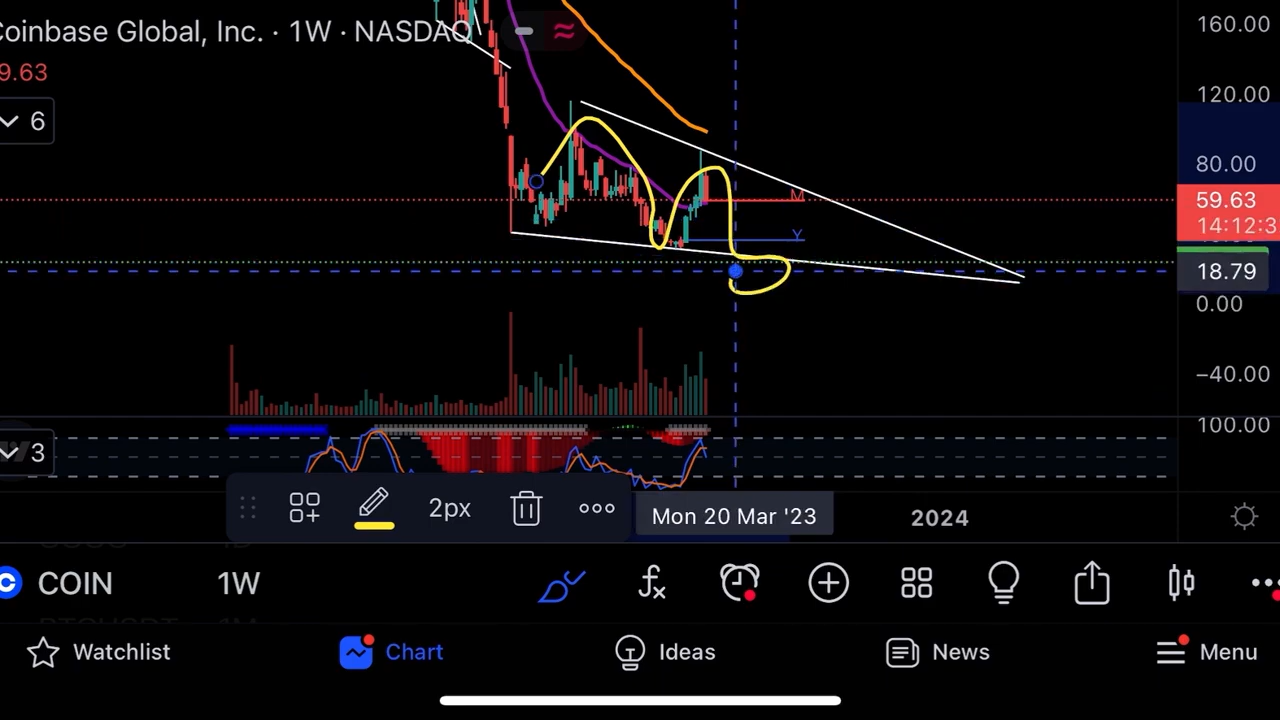 Coinbase Global, Inc. · 1W · NASDAQ
9.63
6
160.00
120.00
80.00
59.63
14:12:3
18.79
0.00
−40.00
100.00
M
Y
3
2px
Mon 20 Mar '23
2024
COIN 1W
Watchlist
Chart
Ideas
News
Menu